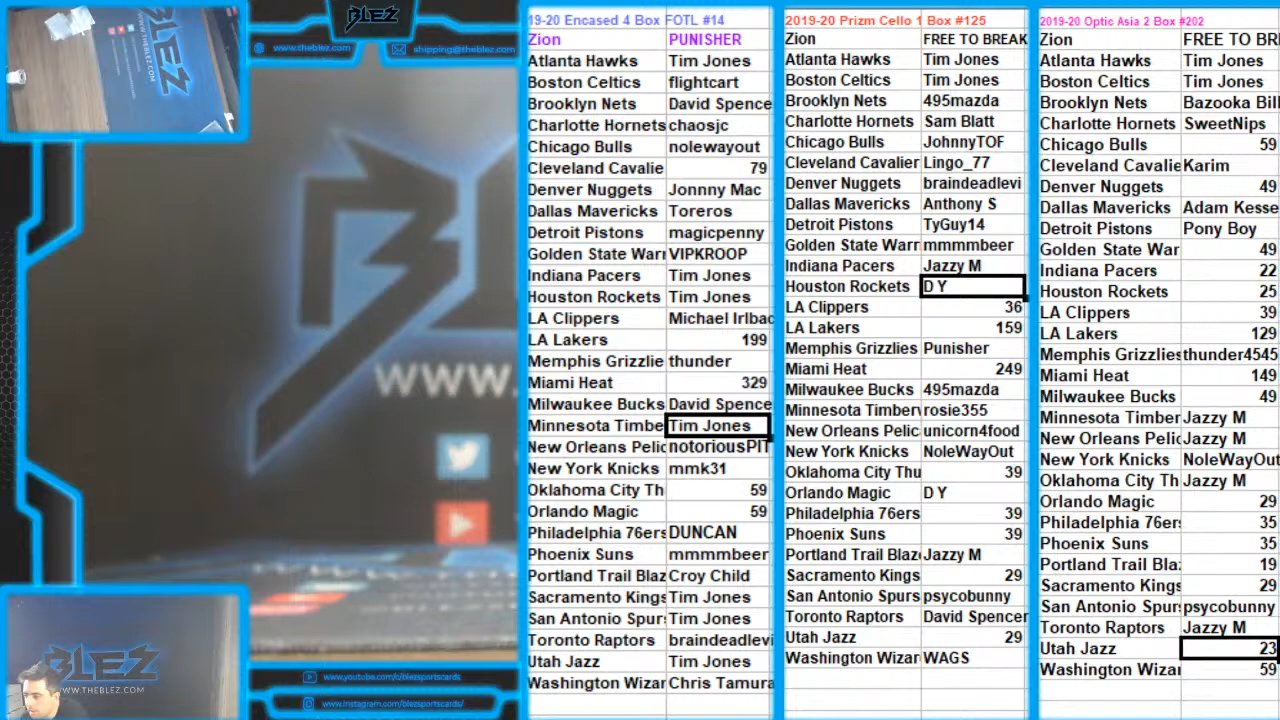 BLEZ
www.theblez.com
shipping@theblez.com
WWW.
BLEZ
WWW.THEBLEZ.COM
www.youtube.com/c/blezsportscards
www.instagram.com/blezsportscards/
19-20 Encased 4 Box FOTL #14
Zion PUNISHER
Atlanta Hawks Tim Jones
Boston Celtics flightcart
Brooklyn Nets David Spence
Charlotte Hornets chaosjc
Chicago Bulls nolewayout
Cleveland Cavalie 79
Denver Nuggets Jonnny Mac
Dallas Mavericks Toreros
Detroit Pistons magicpenny
Golden State Warr VIPKROOP
Indiana Pacers Tim Jones
Houston Rockets Tim Jones
LA Clippers Michael Irlbac
LA Lakers 199
Memphis Grizzlie thunder
Miami Heat 329
Milwaukee Bucks David Spence
Minnesota Timbe Tim Jones
New Orleans Pelic notoriousPIT
New York Knicks mmk31
Oklahoma City Th 59
Orlando Magic 59
Philadelphia 76ers DUNCAN
Phoenix Suns mmmmbeer
Portland Trail Blaz Croy Child
Sacramento Kings Tim Jones
San Antonio Spurs Tim Jones
Toronto Raptors braindeadlevi
Utah Jazz Tim Jones
Washington Wizar Chris Tamura
2019-20 Prizm Cello 1 Box #125
Zion FREE TO BREAK
Atlanta Hawks Tim Jones
Boston Celtics Tim Jones
Brooklyn Nets 495mazda
Charlotte Hornets Sam Blatt
Chicago Bulls JohnnyTOF
Cleveland Cavalier Lingo_77
Denver Nuggets braindeadlevi
Dallas Mavericks Anthony S
Detroit Pistons TyGuy14
Golden State Warr mmmmbeer
Indiana Pacers Jazzy M
Houston Rockets D Y
LA Clippers 36
LA Lakers 159
Memphis Grizzlies Punisher
Miami Heat 249
Milwaukee Bucks 495mazda
Minnesota Timberv rosie355
New Orleans Pelic unicorn4food
New York Knicks NoleWayOut
Oklahoma City Thu 39
Orlando Magic D Y
Philadelphia 76ers 39
Phoenix Suns 39
Portland Trail Blaze Jazzy M
Sacramento Kings 29
San Antonio Spurs psycobunny
Toronto Raptors David Spencer
Utah Jazz 29
Washington Wizar WAGS
2019-20 Optic Asia 2 Box #202
Zion FREE TO BRE
Atlanta Hawks Tim Jones
Boston Celtics Tim Jones
Brooklyn Nets Bazooka Bill
Charlotte Hornets SweetNips
Chicago Bulls 59
Cleveland Cavalie Karim
Denver Nuggets 49
Dallas Mavericks Adam Kesse
Detroit Pistons Pony Boy
Golden State War 49
Indiana Pacers 22
Houston Rockets 25
LA Clippers 39
LA Lakers 129
Memphis Grizzlies thunder4545
Miami Heat 149
Milwaukee Bucks 49
Minnesota Timber Jazzy M
New Orleans Pelic Jazzy M
New York Knicks NoleWayOut
Oklahoma City Th Jazzy M
Orlando Magic 29
Philadelphia 76ers 35
Phoenix Suns 35
Portland Trail Bla 19
Sacramento Kings 29
San Antonio Spurs psycobunny
Toronto Raptors Jazzy M
Utah Jazz 23
Washington Wiza 59